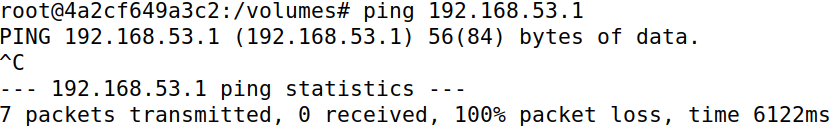 root@4a2cf649a3c2:/volumes# ping 192.168.53.1
PING 192.168.53.1 (192.168.53.1) 56(84) bytes of data.
^C
--- 192.168.53.1 ping statistics ---
7 packets transmitted, 0 received, 100% packet loss, time 6122ms